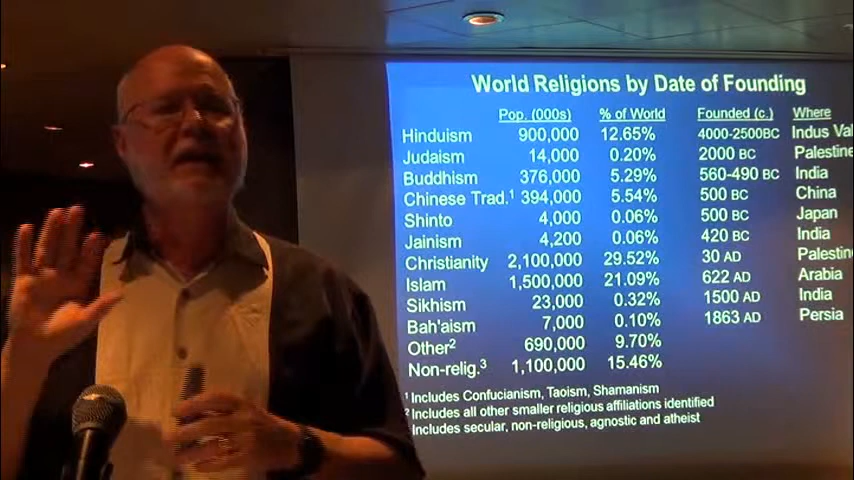 World Religions by Date of Founding
Pop. (000s) % of World Founded (c.) Where
Hinduism 900,000 12.65% 4000-2500BC Indus Val
Judaism 14,000 0.20% 2000 BC Palestine
Buddhism 376,000 5.29% 560-490 BC India
Chinese Trad.¹ 394,000 5.54% 500 BC China
Shinto 4,000 0.06% 500 BC Japan
Jainism 4,200 0.06% 420 BC India
Christianity 2,100,000 29.52% 30 AD Palestin
Islam 1,500,000 21.09% 622 AD Arabia
Sikhism 23,000 0.32% 1500 AD India
Bah'aism 7,000 0.10% 1863 AD Persia
Other² 690,000 9.70%
Non-relig.³ 1,100,000 15.46%
¹ Includes Confucianism, Taoism, Shamanism
² Includes all other smaller religious affiliations identified
Includes secular, non-religious, agnostic and atheist